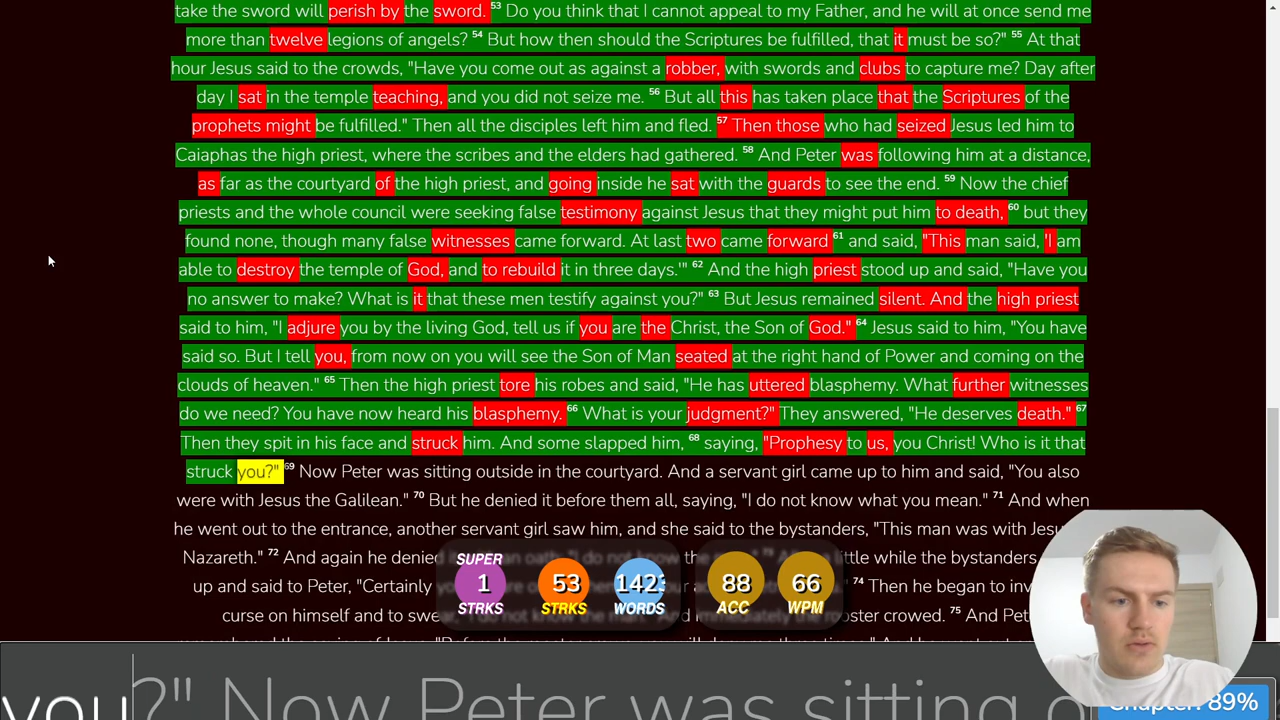 take the sword will perish by the sword. 53 Do you think that I cannot appeal to my Father, and he will at once send me
more than twelve legions of angels? 54 But how then should the Scriptures be fulfilled, that it must be so?" 55 At that
hour Jesus said to the crowds, "Have you come out as against a robber, with swords and clubs to capture me? Day after
day I sat in the temple teaching, and you did not seize me. 56 But all this has taken place that the Scriptures of the
prophets might be fulfilled." Then all the disciples left him and fled. 57 Then those who had seized Jesus led him to
Caiaphas the high priest, where the scribes and the elders had gathered. 58 And Peter was following him at a distance,
as far as the courtyard of the high priest, and going inside he sat with the guards to see the end. 59 Now the chief
priests and the whole council were seeking false testimony against Jesus that they might put him to death, 60 but they
found none, though many false witnesses came forward. At last two came forward 61 and said, "This man said, 'I am
able to destroy the temple of God, and to rebuild it in three days.'" 62 And the high priest stood up and said, "Have you
no answer to make? What is it that these men testify against you?" 63 But Jesus remained silent. And the high priest
said to him, "I adjure you by the living God, tell us if you are the Christ, the Son of God." 64 Jesus said to him, "You have
said so. But I tell you, from now on you will see the Son of Man seated at the right hand of Power and coming on the
clouds of heaven." 65 Then the high priest tore his robes and said, "He has uttered blasphemy. What further witnesses
do we need? You have now heard his blasphemy. 66 What is your judgment?" They answered, "He deserves death." 67
Then they spit in his face and struck him. And some slapped him, 68 saying, "Prophesy to us, you Christ! Who is it that
struck you?" 69 Now Peter was sitting outside in the courtyard. And a servant girl came up to him and said, "You also
were with Jesus the Galilean." 70 But he denied it before them all, saying, "I do not know what you mean." 71 And when
he went out to the entrance, another servant girl saw him, and she said to the bystanders, "This man was with
Nazareth." 72 And again he denied little while the bystanders
up and said to Peter, "Certainly 74 Then he began to
curse on himself and to rooster crowed. 75 And
SUPER
1
STRKS
53
STRKS
1423
WORDS
88
ACC
66
WPM
you?" Now Peter was sitting
Chapter: 89%